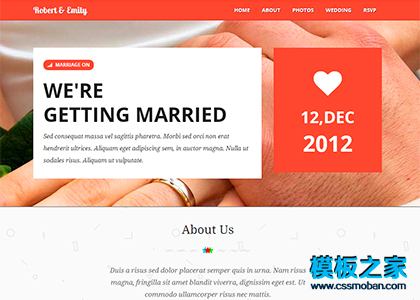 Robert & Emily
HOME ABOUT PHOTOS WEDDING RSVP
MARRIAGE ON
WE'RE
GETTING MARRIED
Sed consequat massa vel sagittis pharetra. Morbi sed orci non erat
hendrerit ultrices. Aliquam eget adipiscing sem, in auctor magna. Nulla ut
sodales risus. Aliquam ut vulputate.
12,DEC
2012
About Us
Duis a risus sed dolor placerat semper quis in urna. Nam risus
magna, fringilla sit amet blandit viverra, dignissim eget est. Ut
commodo ullamcorper risus nec mattis.
模板之家
www.cssmoban.com